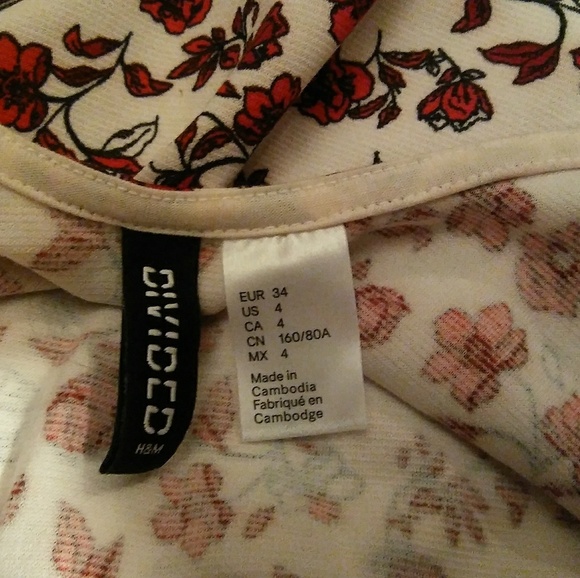 DIVIDED
H&M
EUR 34
US 4
CA 4
CN 160/80A
MX 4
Made in
Cambodia
Fabriqué en
Cambodge